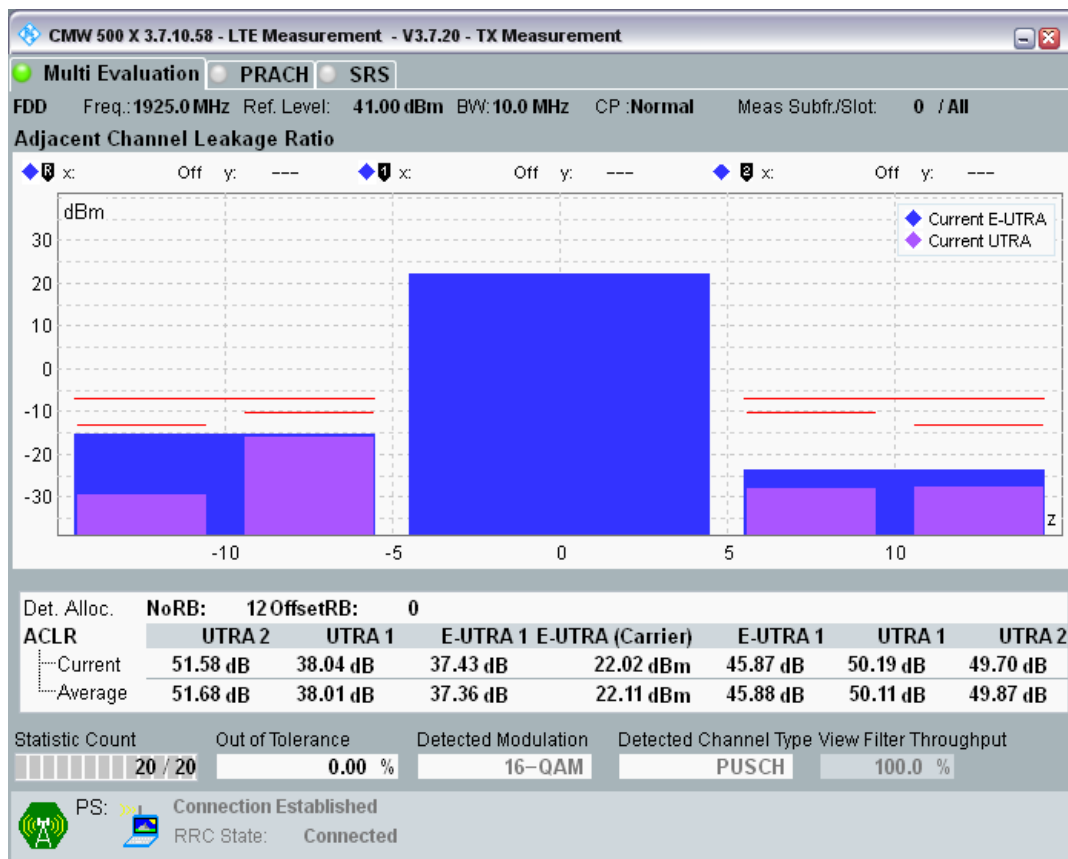 CMW 500 X 3.7.10.58 - LTE Measurement - V3.7.20 - TX Measurement
Multi Evaluation PRACH SRS
FDD Freq.:1925.0 MHz Ref. Level: 41.00 dBm BW:10.0 MHz CP :Normal Meas Subfr./Slot: 0 / All
Adjacent Channel Leakage Ratio
R x: Off y: --- 1 x: Off y: --- 2 x: Off y: ---
dBm
Current E-UTRA
Current UTRA
30
20
10
0
-10
-20
-30
z
-10 -5 0 5 10
Det. Alloc. NoRB: 12 OffsetRB: 0
ACLR UTRA 2 UTRA 1 E-UTRA 1 E-UTRA (Carrier) E-UTRA 1 UTRA 1 UTRA 2
Current 51.58 dB 38.04 dB 37.43 dB 22.02 dBm 45.87 dB 50.19 dB 49.70 dB
Average 51.68 dB 38.01 dB 37.36 dB 22.11 dBm 45.88 dB 50.11 dB 49.87 dB
Statistic Count Out of Tolerance Detected Modulation Detected Channel Type View Filter Throughput
20 / 20 0.00 % 16-QAM PUSCH 100.0 %
PS: Connection Established
RRC State: Connected